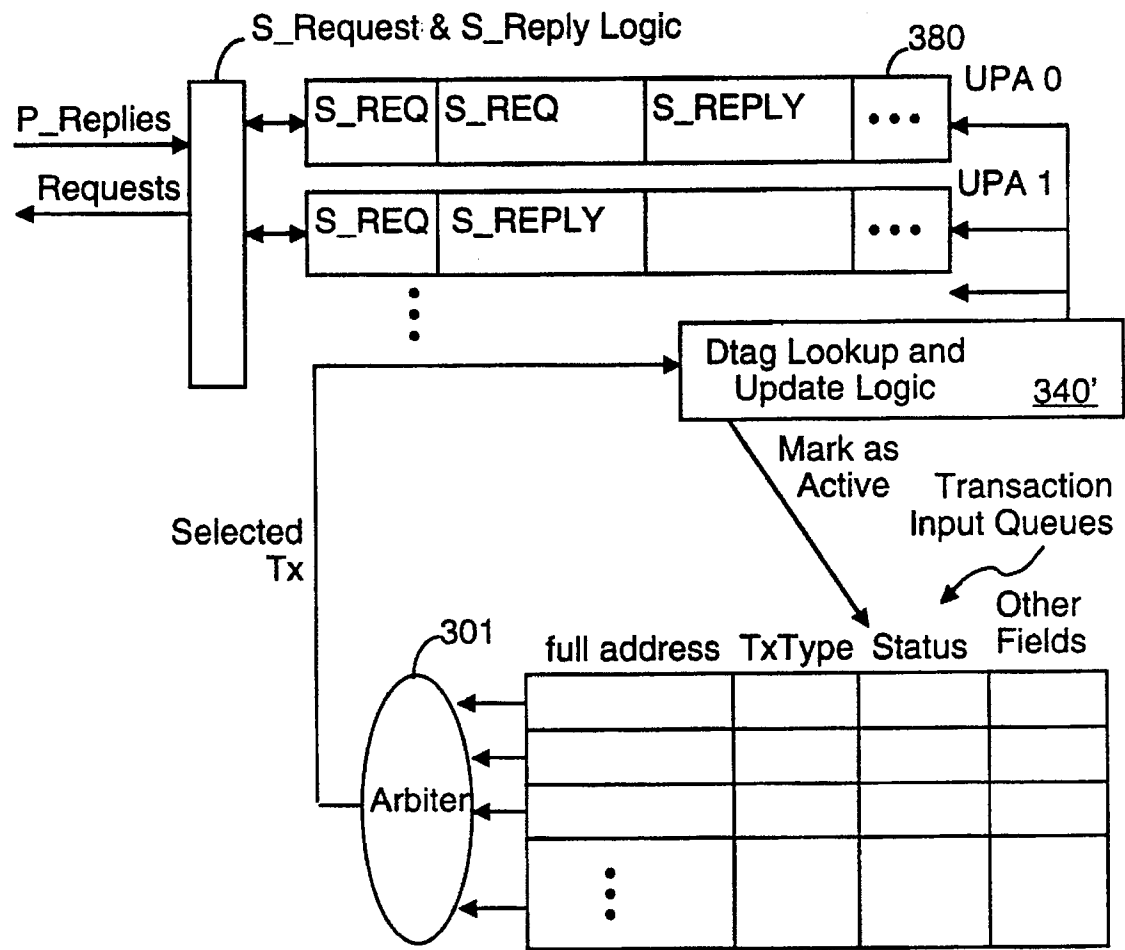 S_Request & S_Reply Logic
380
UPA 0
P_Replies
S_REQ S_REQ S_REPLY •••
Requests
UPA 1
S_REQ S_REPLY •••
Dtag Lookup and
Update Logic 340'
Mark as
Active
Transaction
Input Queues
Selected
Tx
301
Other
Fields
full address TxType Status
Arbiter